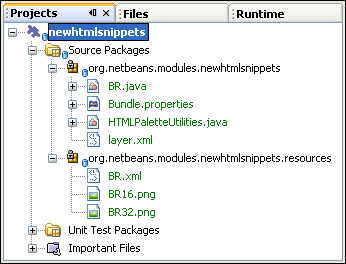 Projects Files Runtime
newhtmlsnippets
Source Packages
org.netbeans.modules.newhtmlsnippets
BR.java
Bundle.properties
HTMLPaletteUtilities.java
layer.xml
org.netbeans.modules.newhtmlsnippets.resources
BR.xml
BR16.png
BR32.png
Unit Test Packages
Important Files